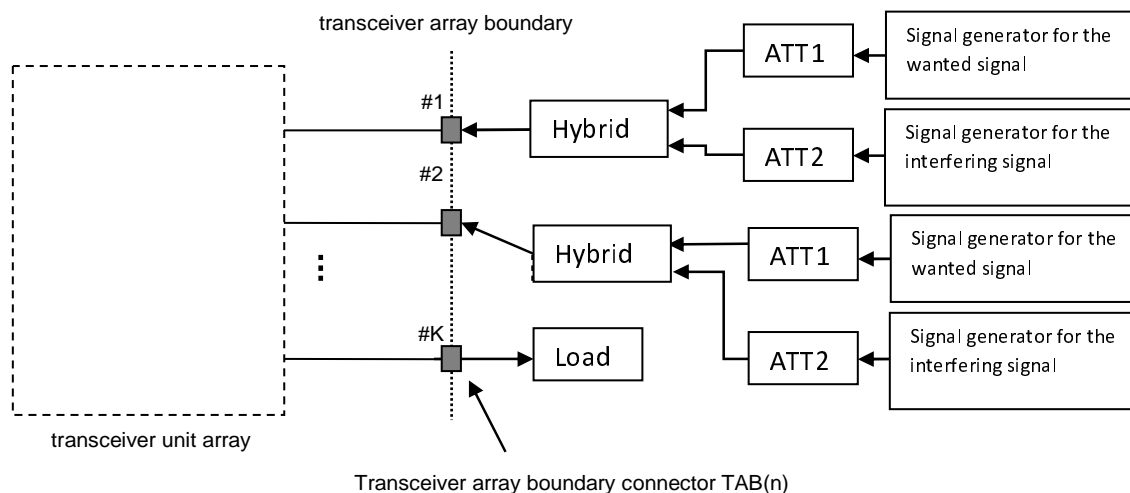 transceiver array boundary
ATT1
Signal generator for the
wanted signal
#1
Hybrid
ATT2
Signal generator for the
interfering signal
#2
Hybrid
ATT1
Signal generator for the
wanted signal
⋮
#K
Load
ATT2
Signal generator for the
interfering signal
transceiver unit array
Transceiver array boundary connector TAB(n)